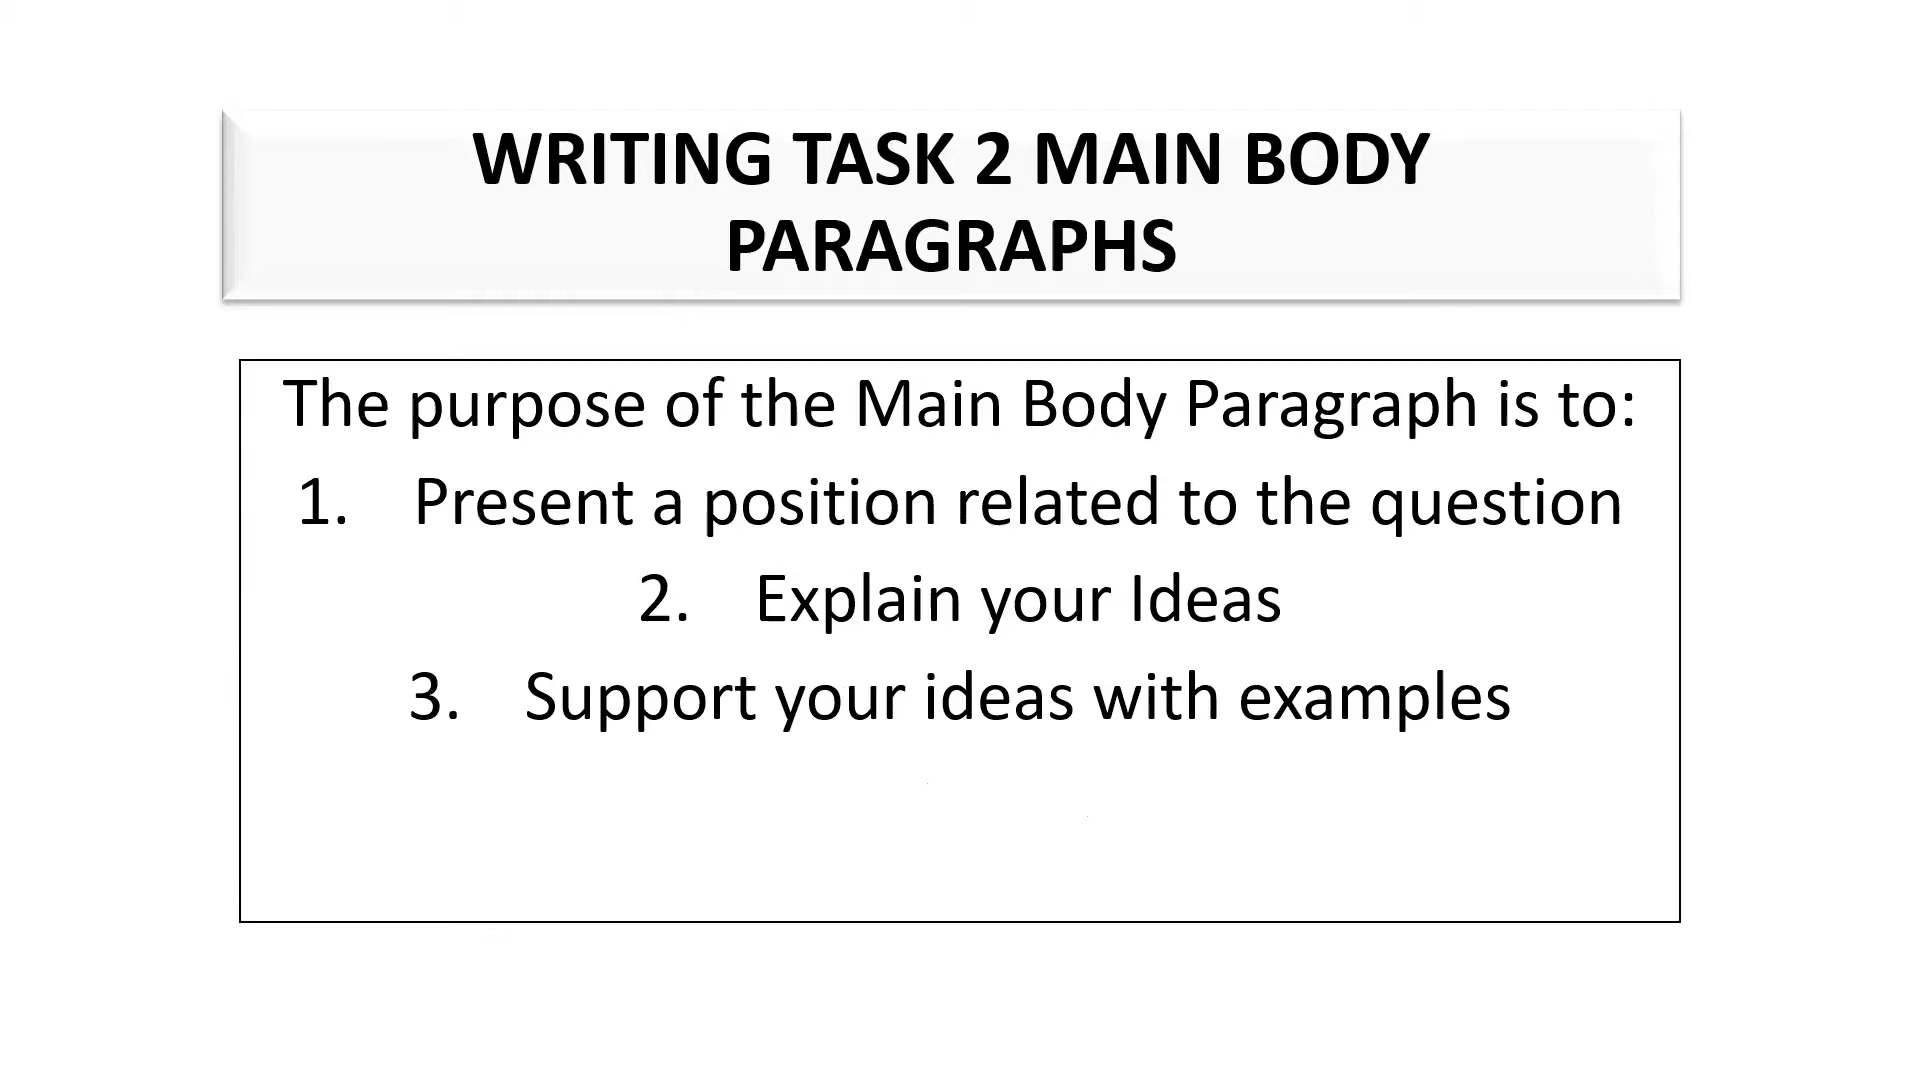 WRITING TASK 2 MAIN BODY
PARAGRAPHS
The purpose of the Main Body Paragraph is to:
1. Present a position related to the question
2. Explain your Ideas
3. Support your ideas with examples